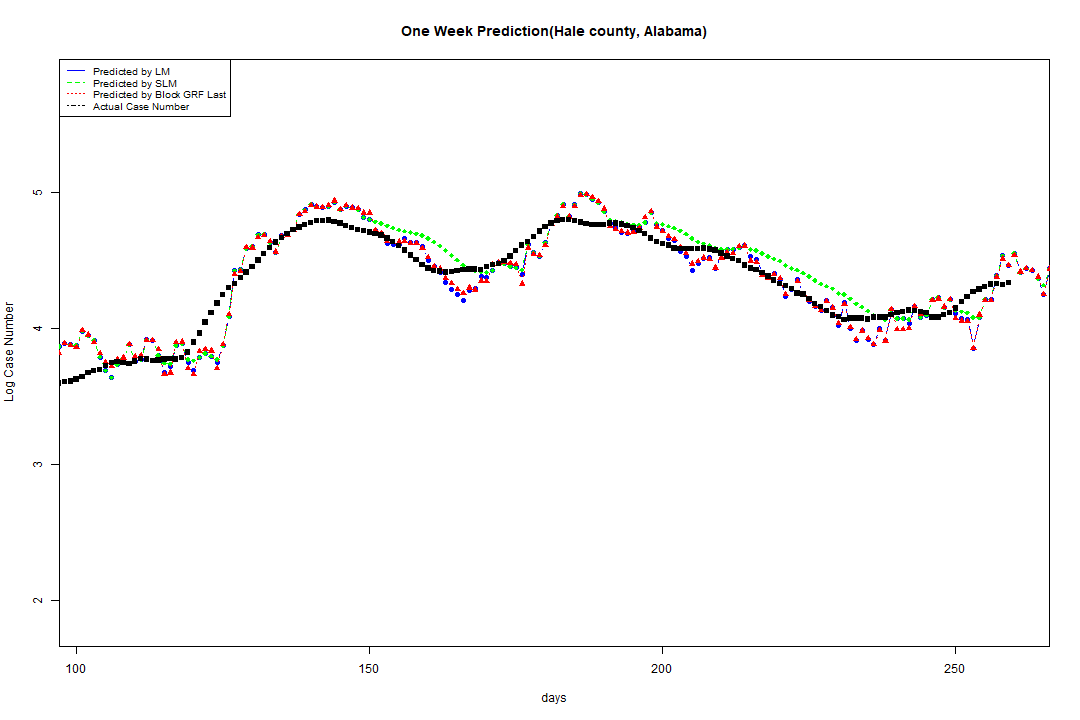 One Week Prediction(Hale county, Alabama)
Predicted by LM
Predicted by SLM
Predicted by Block GRF Last
Actual Case Number
Log Case Number
5
4
3
2
100
150
200
250
days